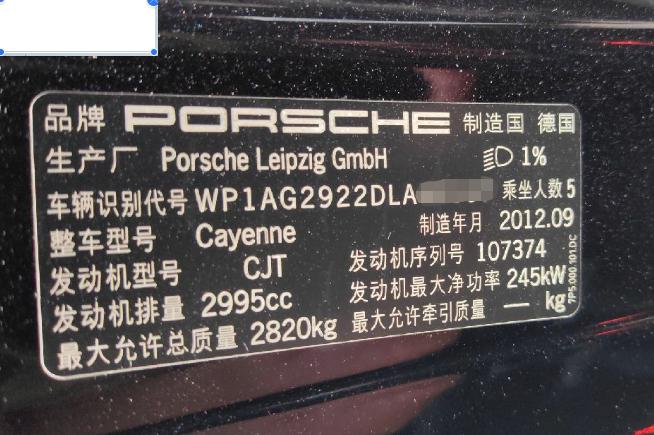 品牌 PORSCHE 制造国 德国
生产厂 Porsche Leipzig GmbH 1%
车辆识别代号 WP1AG2922DLA 乘坐人数 5
整车型号 Cayenne 制造年月 2012.09
发动机型号 CJT 发动机序列号 107374
发动机排量 2995cc 发动机最大净功率 245kW
最大允许总质量 2820kg 最大允许牵引质量 — kg
7P5.000.101.DC